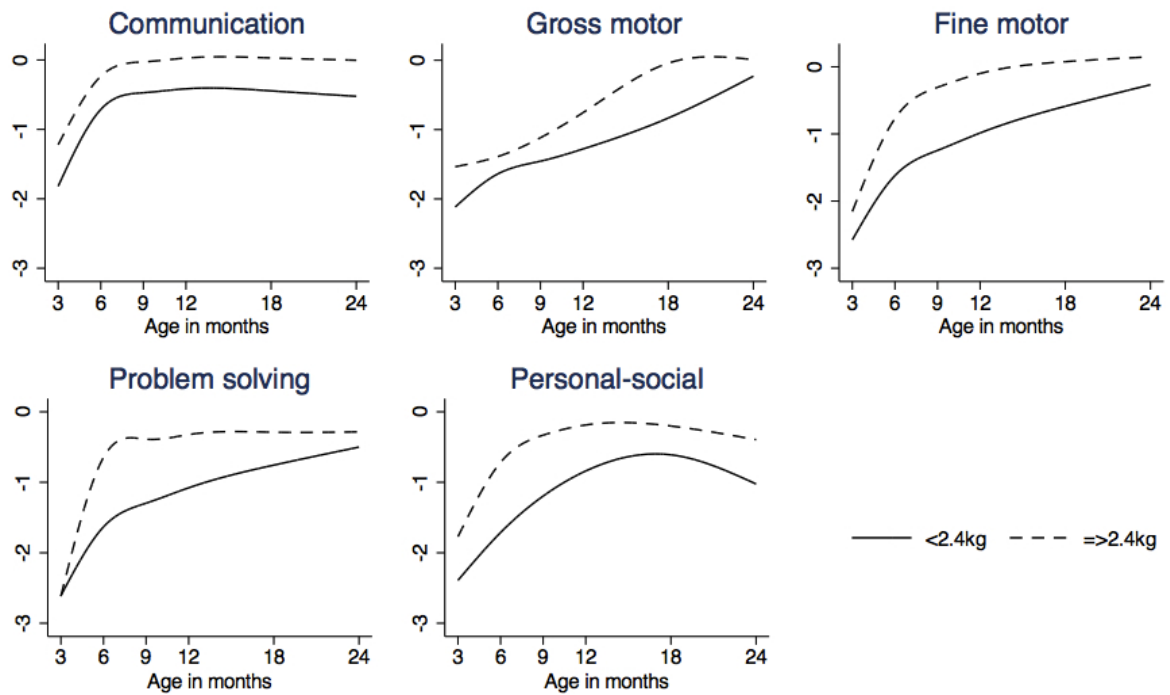 Communication
0
-1
-2
-3
3 6 9 12 18 24
Age in months
Gross motor
0
-1
-2
-3
3 6 9 12 18 24
Age in months
Fine motor
0
-1
-2
-3
3 6 9 12 18 24
Age in months
Problem solving
0
-1
-2
-3
3 6 9 12 18 24
Age in months
Personal-social
0
-1
-2
-3
3 6 9 12 18 24
Age in months
<2.4kg =>2.4kg